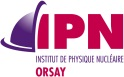 IPN
INSTITUT DE PHYSIQUE NUCLÉAIRE
ORSAY